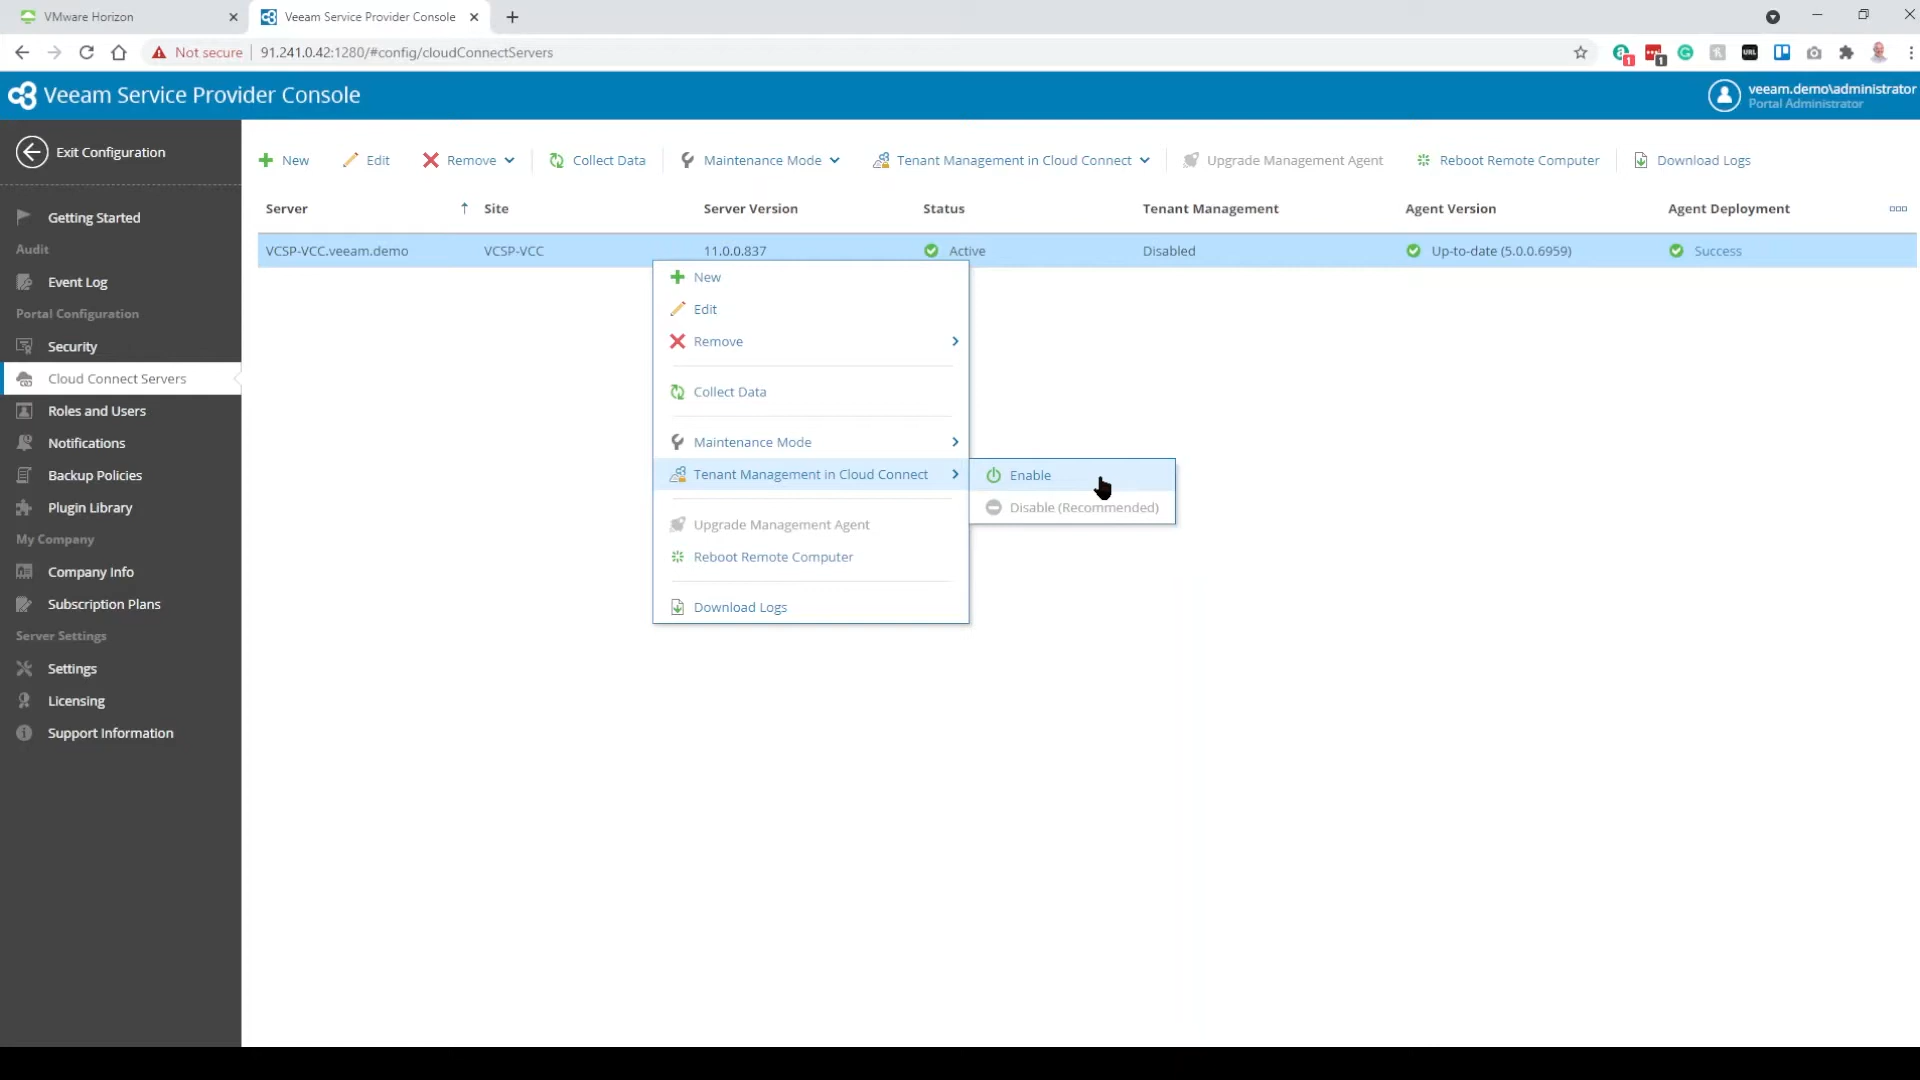 VMware Horizon
Veeam Service Provider Console
Not secure
91.241.0.42:1280/#config/cloudConnectServers
1
1
URL
Veeam Service Provider Console
veeam.demo\administrator
Portal Administrator
Exit Configuration
New
Edit
Remove
Collect Data
Maintenance Mode
Tenant Management in Cloud Connect
Upgrade Management Agent
Reboot Remote Computer
Download Logs
Server
Site
Server Version
Status
Tenant Management
Agent Version
Agent Deployment
VCSP-VCC.veeam.demo
VCSP-VCC
11.0.0.837
Active
Disabled
Up-to-date (5.0.0.6959)
Success
Getting Started
Audit
Event Log
Portal Configuration
Security
Cloud Connect Servers
Roles and Users
Notifications
Backup Policies
Plugin Library
My Company
Company Info
Subscription Plans
Server Settings
Settings
Licensing
Support Information
New
Edit
Remove
Collect Data
Maintenance Mode
Tenant Management in Cloud Connect
Upgrade Management Agent
Reboot Remote Computer
Download Logs
Enable
Disable (Recommended)